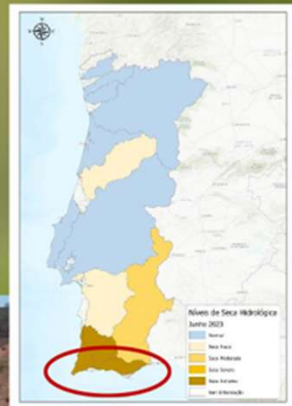 Níveis de Seca Hidrológica
Junho 2023
Normal
Seca Fraca
Seca Moderada
Seca Severa
Seca Extrema
Sem Informação